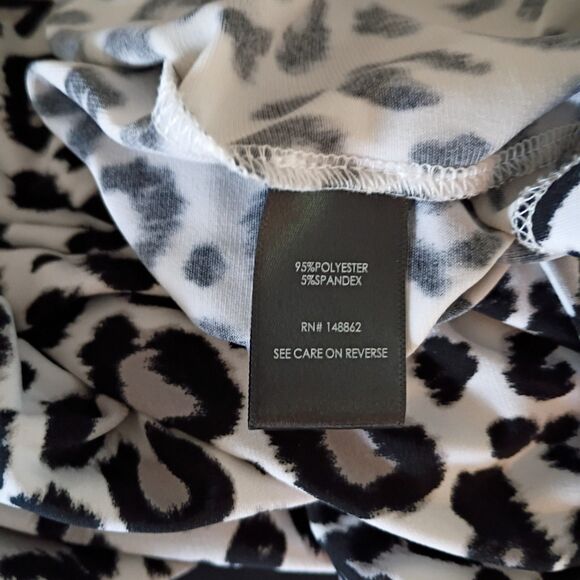 95%POLYESTER
5%SPANDEX
RN# 148862
SEE CARE ON REVERSE